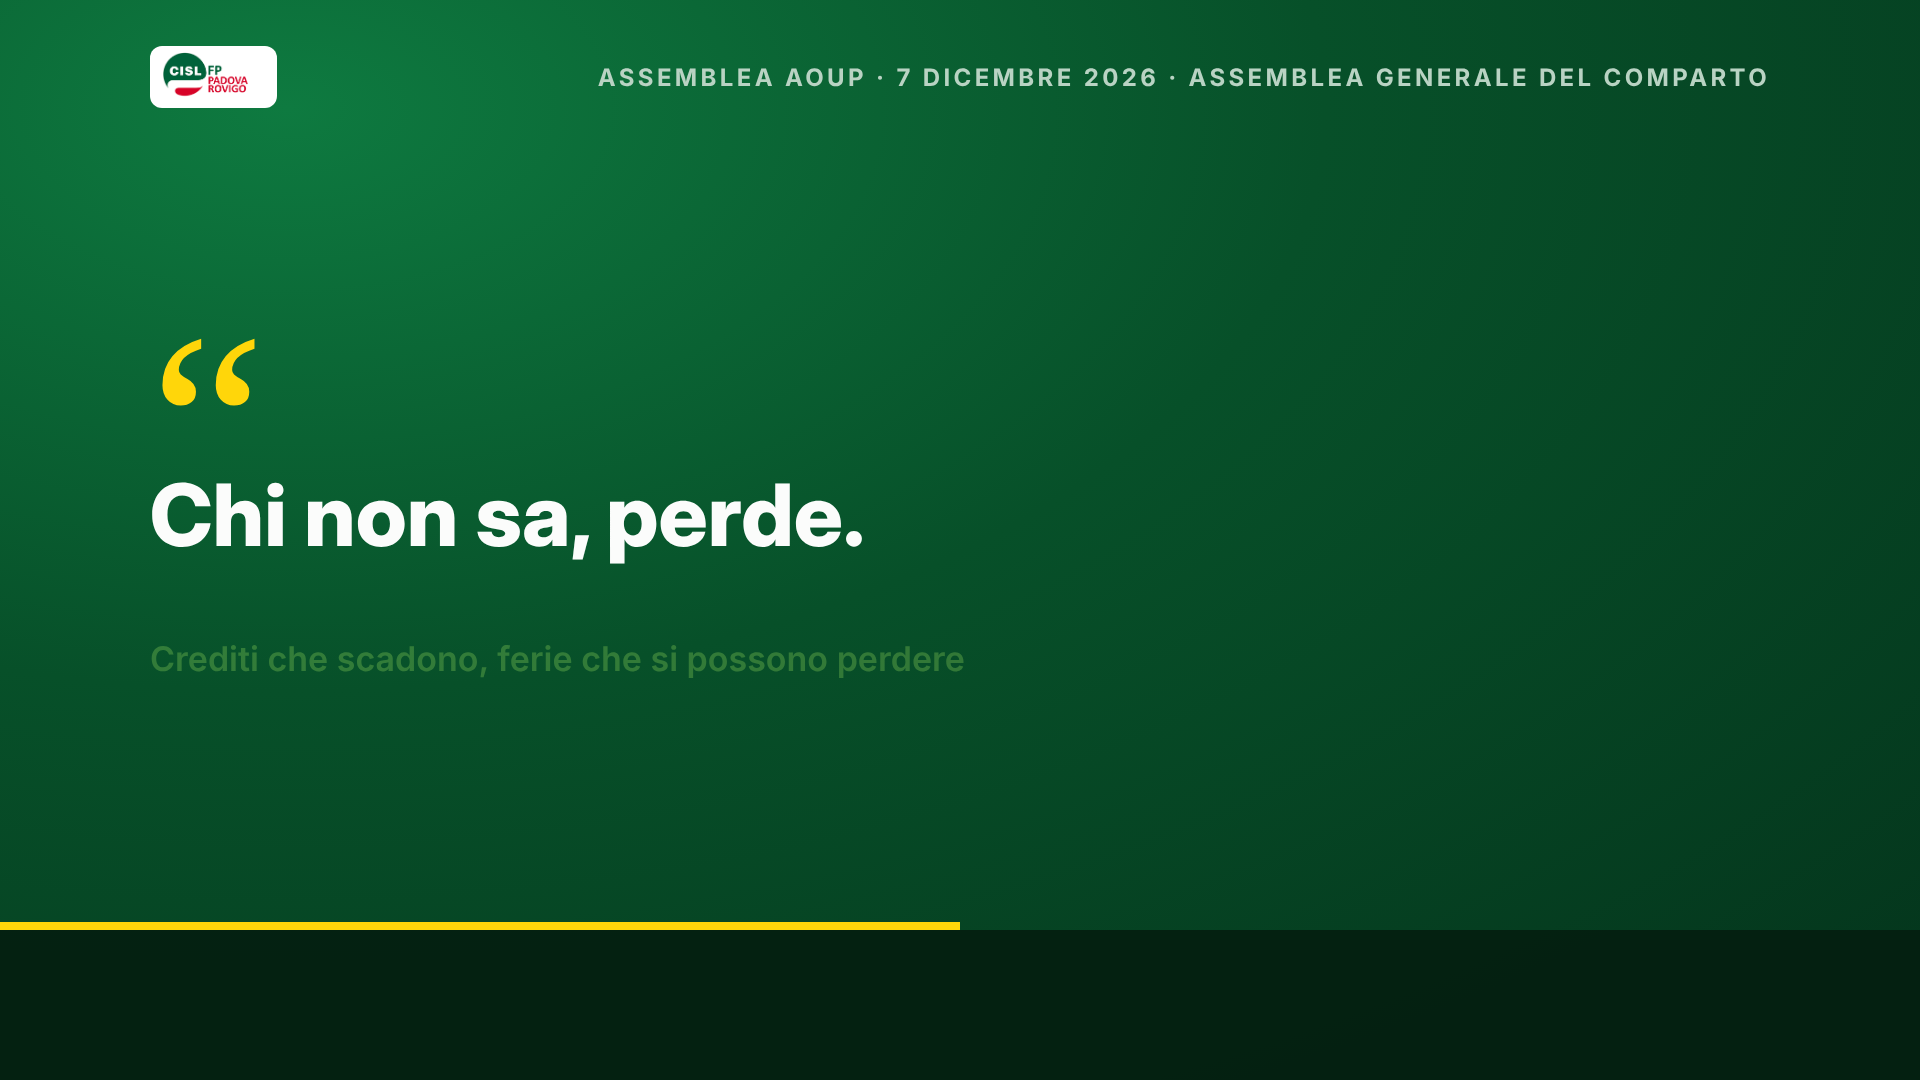 CISL FP
PADOVA
ROVIGO
ASSEMBLEA AOUP · 7 DICEMBRE 2026 · ASSEMBLEA GENERALE DEL COMPARTO
“
Chi non sa, perde.
Crediti che scadono, ferie che si possono perdere